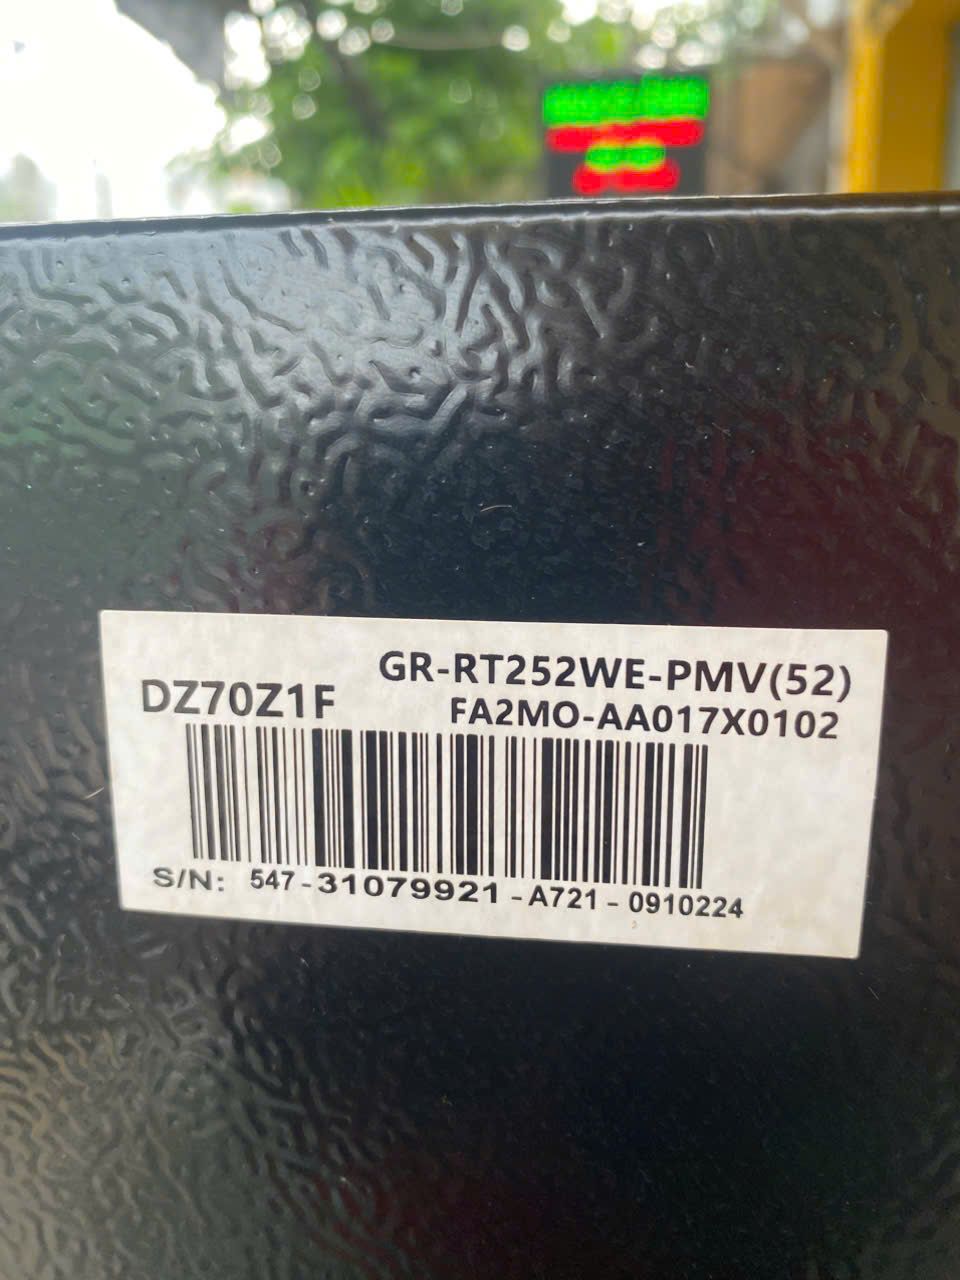 GR-RT252WE-PMV(52)
DZ70Z1F
FA2MO-AA017X0102
S/N: 547-31079921-A721-0910224